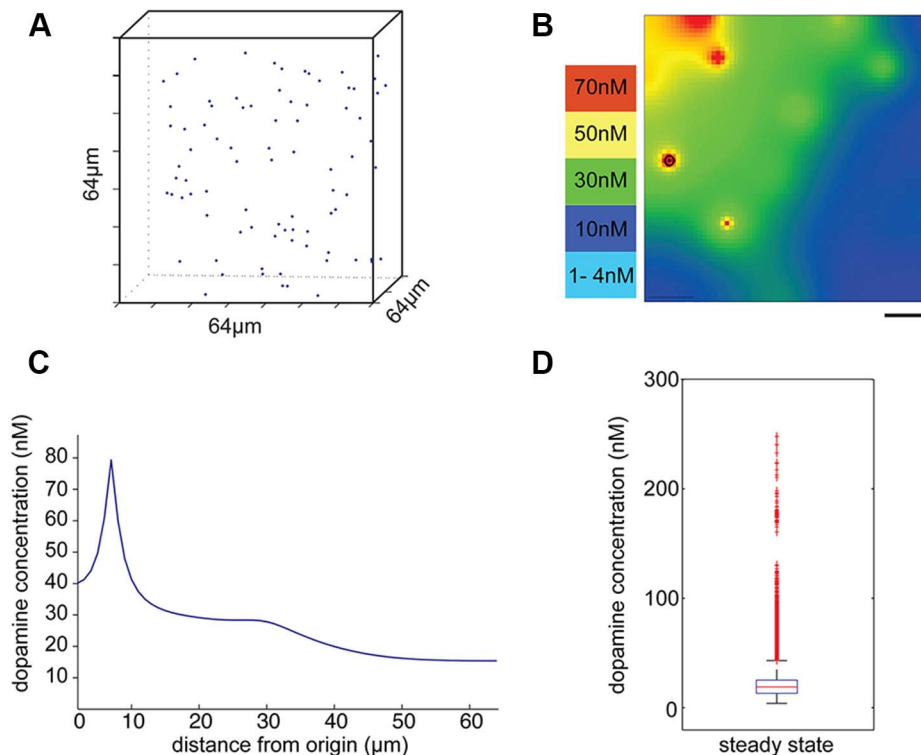 A
64μm
64μm
64μm
B
70nM
50nM
30nM
10nM
1- 4nM
C
dopamine concentration (nM)
80
70
60
50
40
30
20
10
0
10
20
30
40
50
60
distance from origin (μm)
D
dopamine concentration (nM)
300
200
100
0
steady state